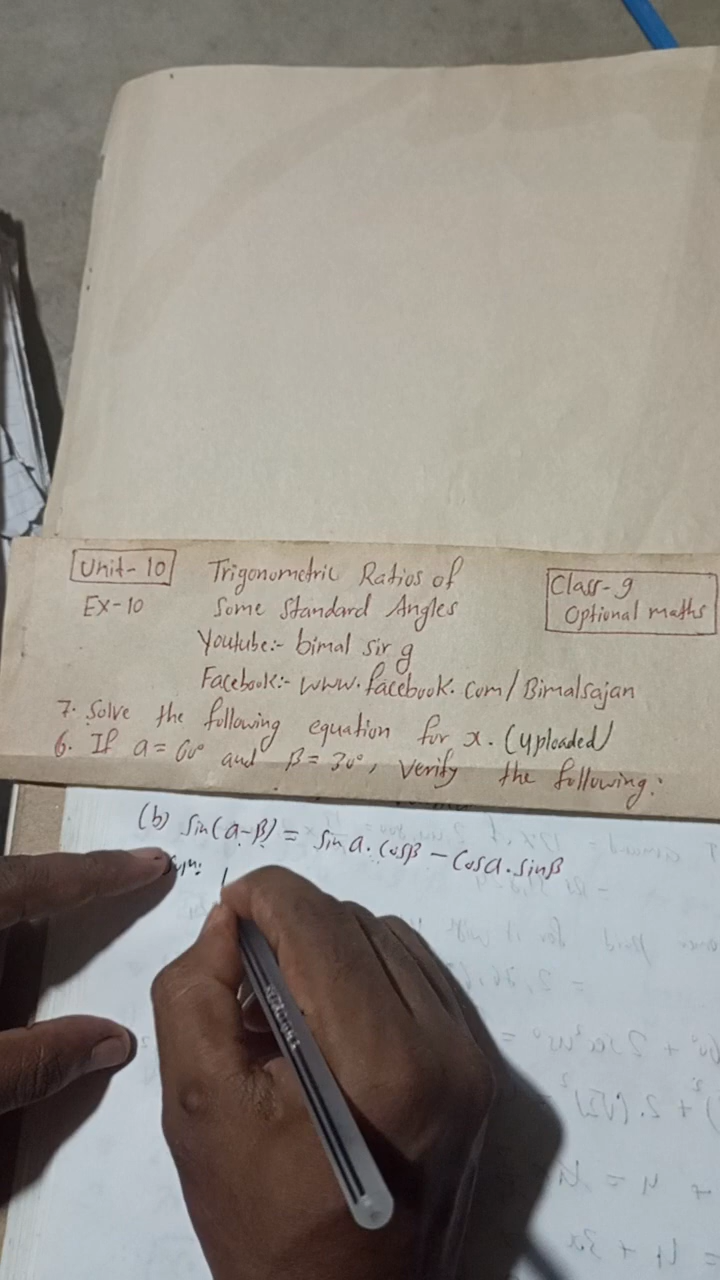 Unit-10
Trigonometric Ratios of
Class-9
Ex-10
Some Standard Angles
Optional maths
Youtube:- bimal sir g
Facebook:- www.facebook.com/Bimalsajan
7. Solve the following equation for x. (uploaded)
6. If a = 60° and β = 30°, Verify the following:
(b) sin(a-β) = sin a. cosβ - cosa. sinβ
Soln: